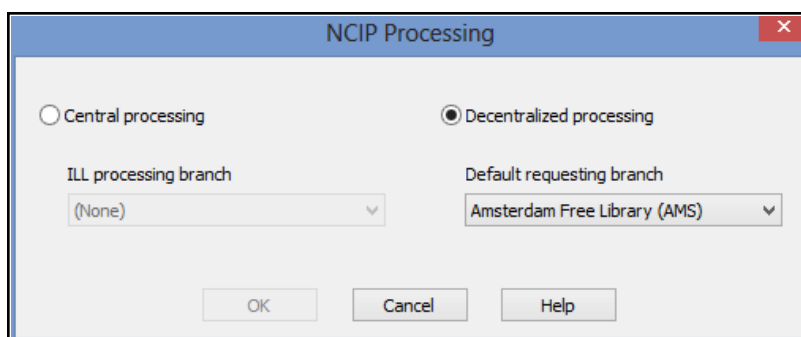 NCIP Processing
Central processing
Decentralized processing
ILL processing branch
Default requesting branch
(None)
Amsterdam Free Library (AMS)
OK
Cancel
Help